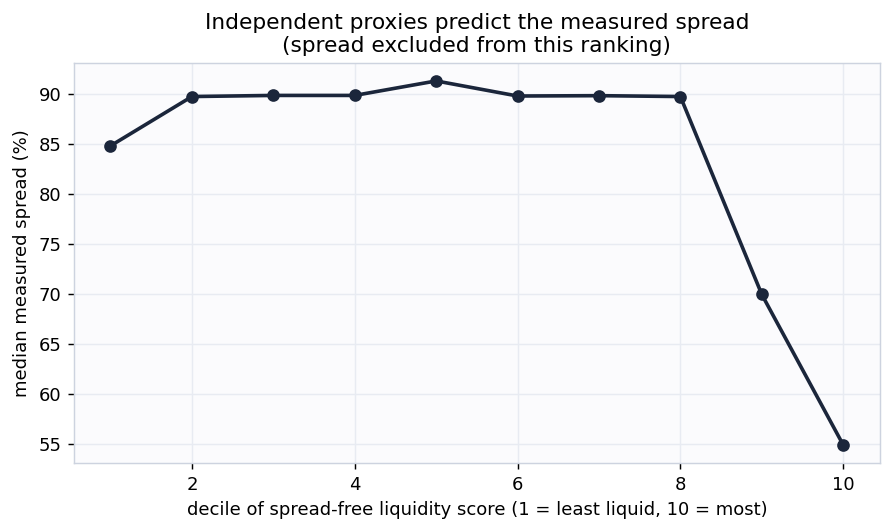 Independent proxies predict the measured spread
(spread excluded from this ranking)
median measured spread (%)
90
85
80
75
70
65
60
55
2 4 6 8 10
decile of spread-free liquidity score (1 = least liquid, 10 = most)